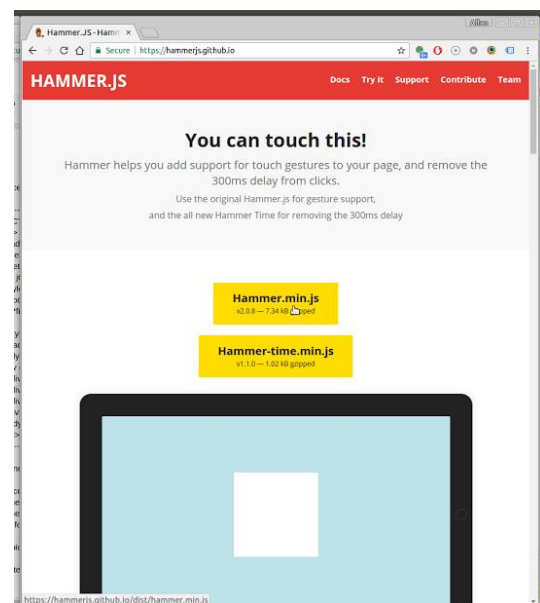 Allen
Hammer.JS - Hamm
Secure | https://hammerjs.github.io
HAMMER.JS
Docs Try it Support Contribute Team
You can touch this!
Hammer helps you add support for touch gestures to your page, and remove the
300ms delay from clicks.
Use the original Hammer.js for gesture support,
and the all new Hammer Time for removing the 300ms delay
Hammer.min.js
v2.0.8 — 7.34 kB gzipped
Hammer-time.min.js
v1.1.0 — 1.02 kB gzipped
https://hammerjs.github.io/dist/hammer.min.js